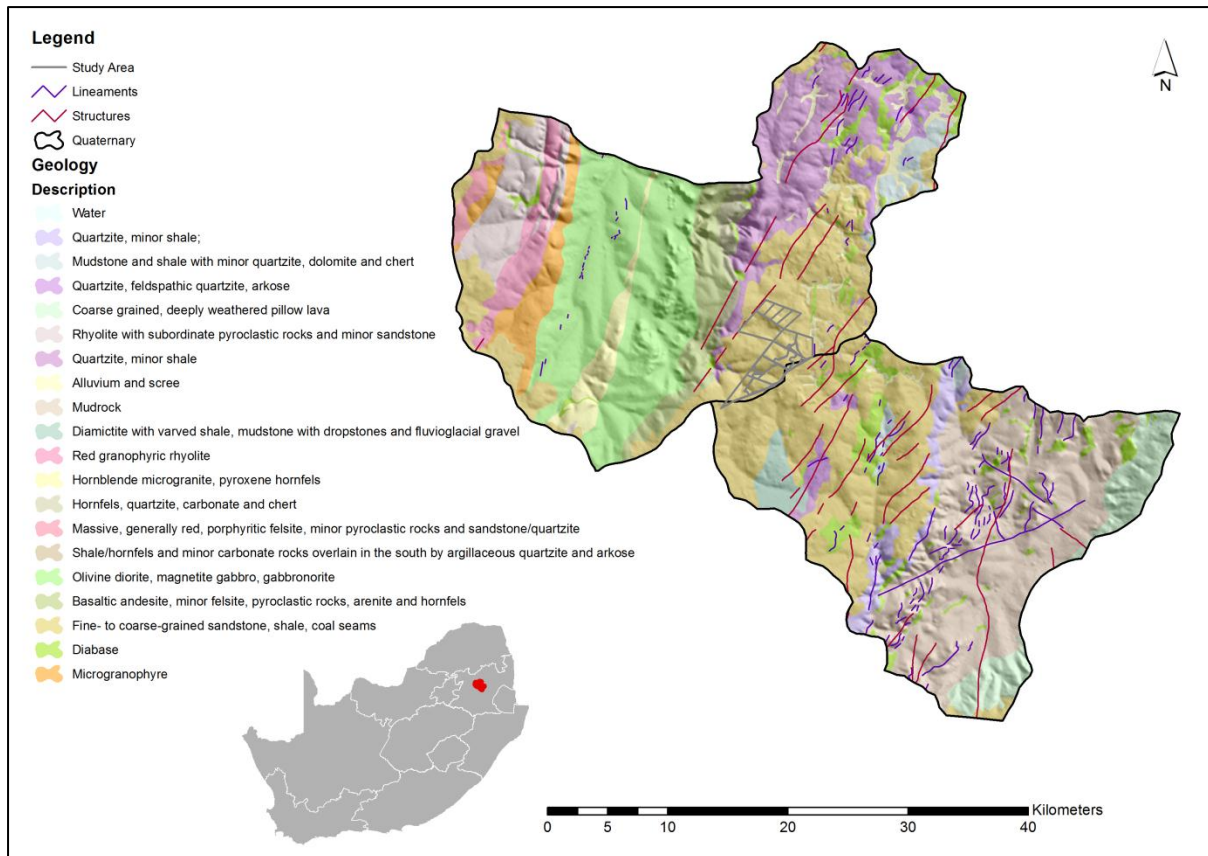 Legend
Study Area
Lineaments
Structures
Quaternary
Geology
Description
Water
Quartzite, minor shale;
Mudstone and shale with minor quartzite, dolomite and chert
Quartzite, feldspathic quartzite, arkose
Coarse grained, deeply weathered pillow lava
Rhyolite with subordinate pyroclastic rocks and minor sandstone
Quartzite, minor shale
Alluvium and scree
Mudrock
Diamictite with varved shale, mudstone with dropstones and fluvioglacial gravel
Red granophyric rhyolite
Hornblende microgranite, pyroxene hornfels
Hornfels, quartzite, carbonate and chert
Massive, generally red, porphyritic felsite, minor pyroclastic rocks and sandstone/quartzite
Shale/hornfels and minor carbonate rocks overlain in the south by argillaceous quartzite and arkose
Olivine diorite, magnetite gabbro, gabbronorite
Basaltic andesite, minor felsite, pyroclastic rocks, arenite and hornfels
Fine- to coarse-grained sandstone, shale, coal seams
Diabase
Microgranophyre
N
Kilometers
0 5 10 20 30 40